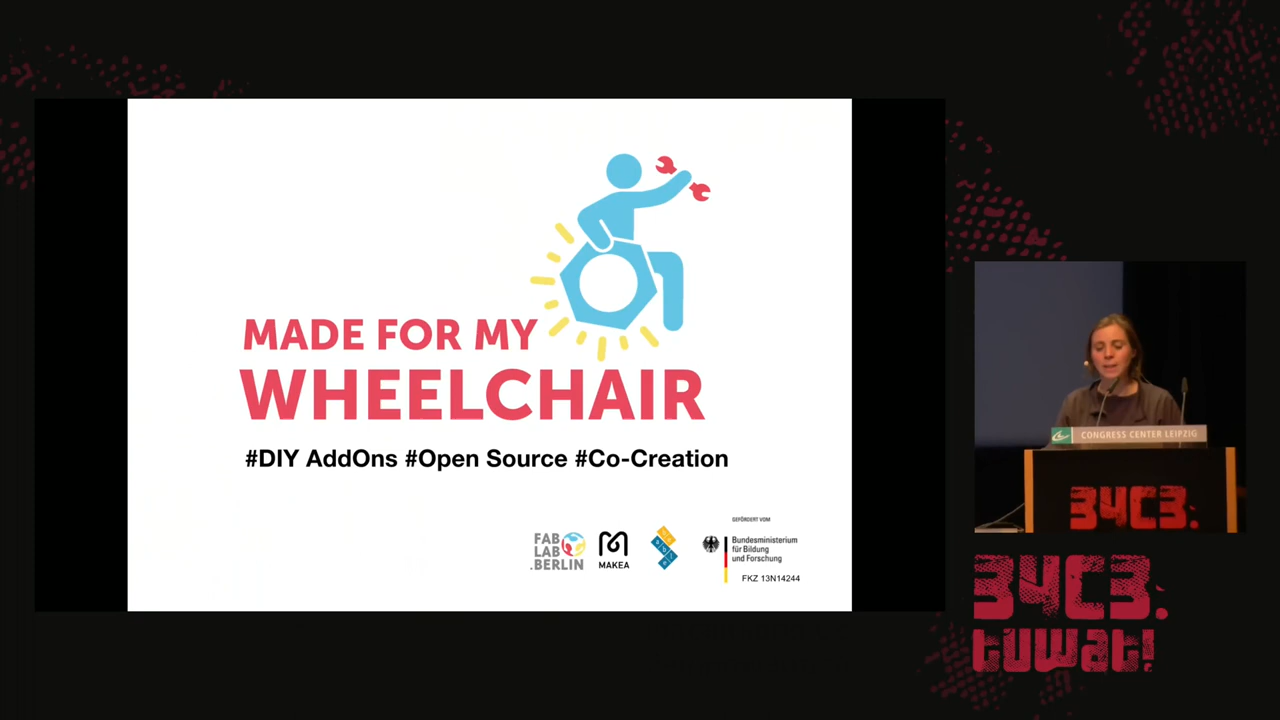 MADE FOR MY
WHEELCHAIR
#DIY AddOns #Open Source #Co-Creation
FAB
LAB
.BERLIN
MAKEA
GEFÖRDERT VOM
Bundesministerium
für Bildung
und Forschung
FKZ 13N14244
CONGRESS CENTER LEIPZIG
34C3:
34C3:
tuwat!